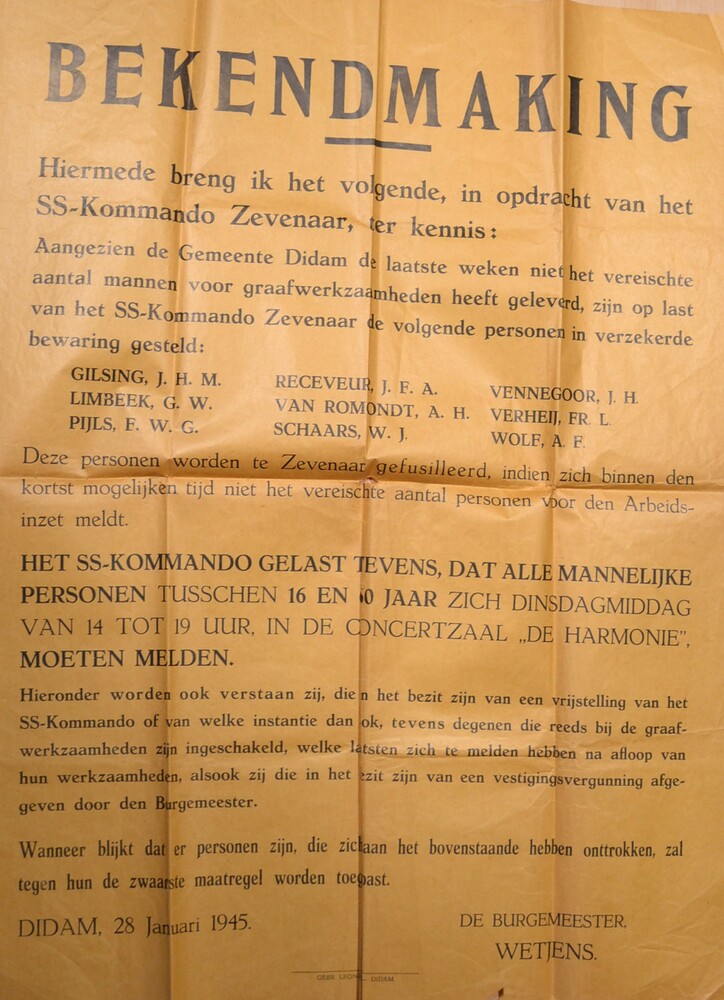 BEKENDMAKING
Hiermede breng ik het volgende, in opdracht van het
SS-Kommando Zevenaar, ter kennis:
Aangezien de Gemeente Didam de laatste weken niet het vereischte
aantal mannen voor graafwerkzaamheden heeft geleverd, zijn op last
van het SS-Kommando Zevenaar de volgende personen in verzekerde
bewaring gesteld:
GILSING, J. H. M. RECEVEUR, J. F. A. VENNEGOOR, J. H.
LIMBEEK, G. W. VAN ROMONDT, A. H. VERHEIJ, FR. L.
PIJLS, F. W. G. SCHAARS, W. J. WOLF, A. F.
Deze personen worden te Zevenaar gefusilleerd, indien zich binnen den
kortst mogelijken tijd niet het vereischte aantal personen voor den Arbeids-
inzet meldt.
HET SS-KOMMANDO GELAST TEVENS, DAT ALLE MANNELIJKE
PERSONEN TUSSCHEN 16 EN 60 JAAR ZICH DINSDAGMIDDAG
VAN 14 TOT 19 UUR, IN DE CONCERTZAAL „DE HARMONIE",
MOETEN MELDEN.
Hieronder worden ook verstaan zij, die in het bezit zijn van een vrijstelling van het
SS-Kommando of van welke instantie dan ook, tevens degenen die reeds bij de graaf-
werkzaamheden zijn ingeschakeld, welke laatsten zich te melden hebben na afloop van
hun werkzaamheden, alsook zij die in het bezit zijn van een vestigingsvergunning afge-
geven door den Burgemeester.
Wanneer blijkt dat er personen zijn, die zich aan het bovenstaande hebben onttrokken, zal
tegen hun de zwaarste maatregel worden toegepast.
DIDAM, 28 Januari 1945. DE BURGEMEESTER,
WETJENS.
GEBR. DIDAM